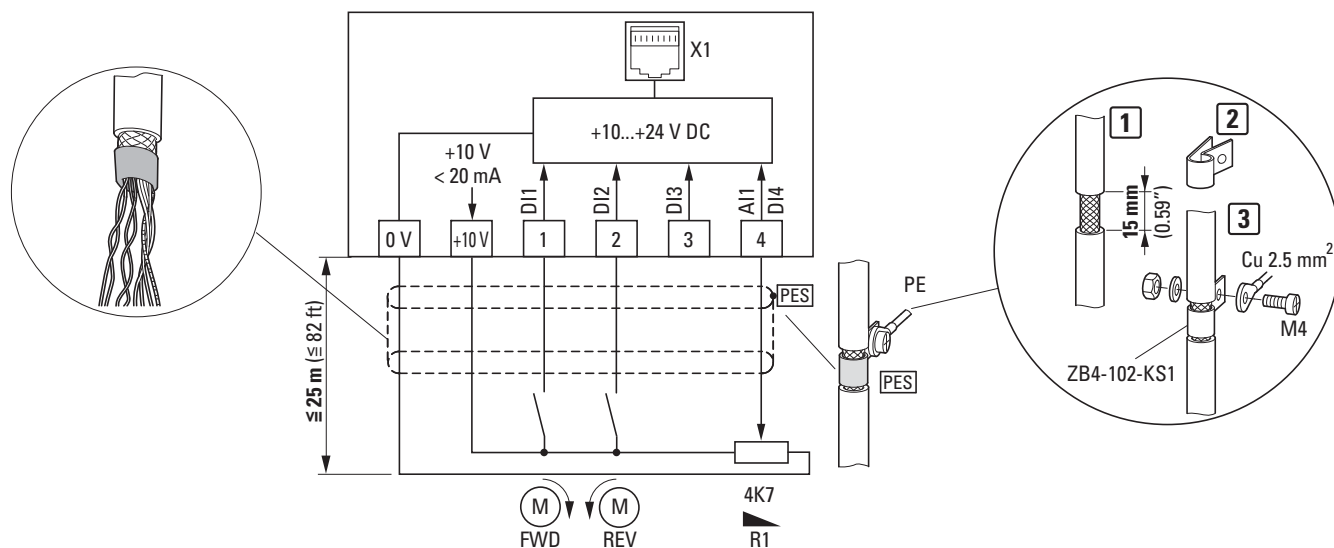 X1
+10...+24 V DC
+10 V
< 20 mA
DI1
DI2
DI3
AI1
DI4
0 V
+10 V
1
2
3
4
≦ 25 m (≦ 82 ft)
PES
PE
PES
M
FWD
M
REV
4K7
R1
1
2
3
15 mm
(0.59")
Cu 2.5 mm²
M4
ZB4-102-KS1